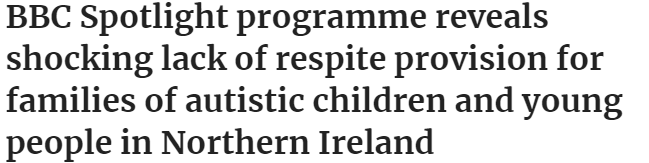 BBC Spotlight programme reveals
shocking lack of respite provision for
families of autistic children and young
people in Northern Ireland